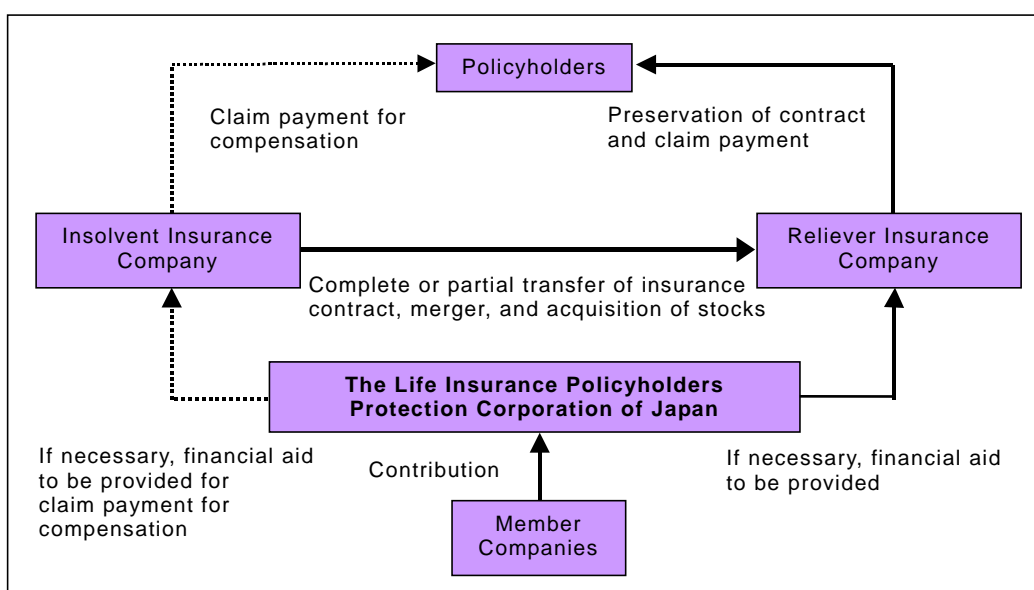 Policyholders
Claim payment for
compensation
Preservation of contract
and claim payment
Insolvent Insurance
Company
Reliever Insurance
Company
Complete or partial transfer of insurance
contract, merger, and acquisition of stocks
The Life Insurance Policyholders
Protection Corporation of Japan
If necessary, financial aid
to be provided for
claim payment for
compensation
Contribution
If necessary, financial aid
to be provided
Member
Companies